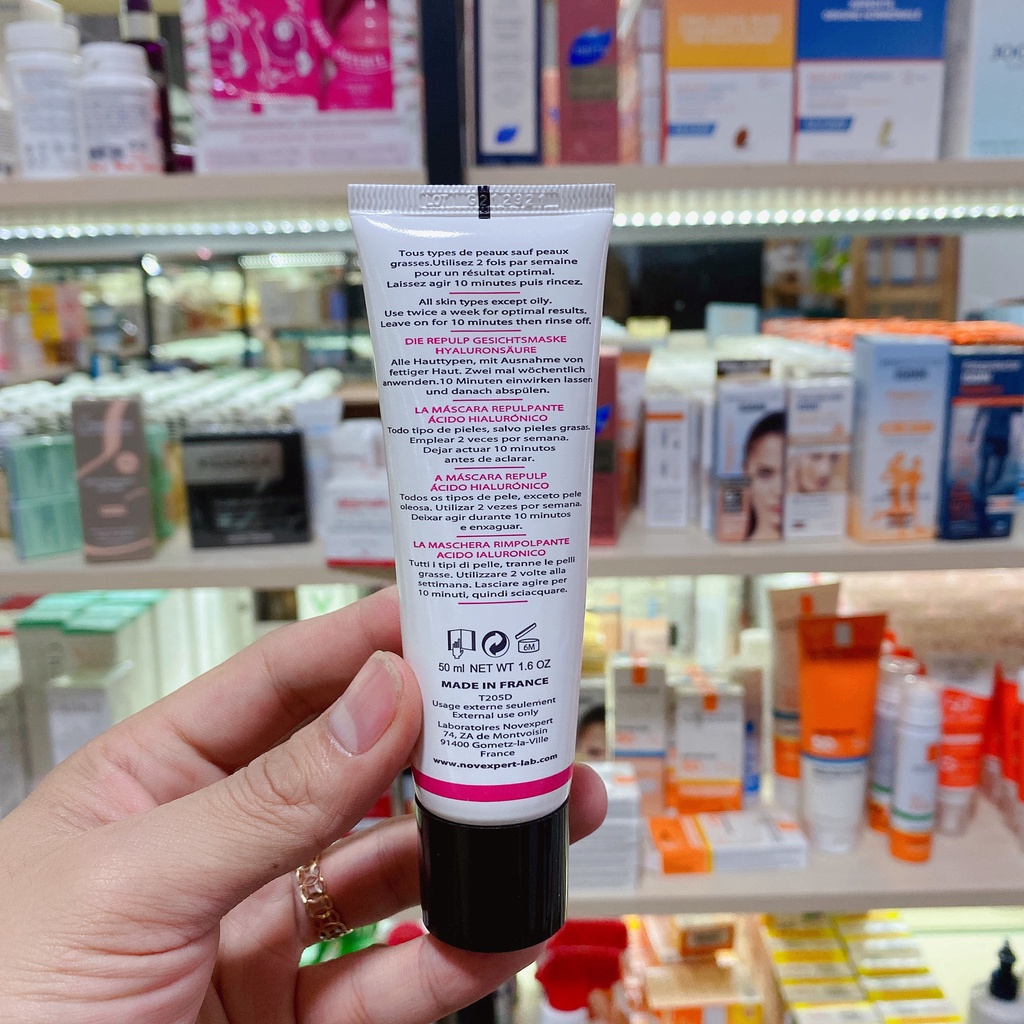 LOT G212921
Tous types de peaux sauf peaux
grasses.Utilisez 2 fois par semaine
pour un résultat optimal.
Laissez agir 10 minutes puis rincez.
All skin types except oily.
Use twice a week for optimal results.
Leave on for 10 minutes then rinse off.
DIE REPULP GESICHTSMASKE
HYALURONSÄURE
Alle Hauttypen, mit Ausnahme von
fettiger Haut. Zwei mal wöchentlich
anwenden.10 Minuten einwirken lassen
und danach abspülen.
LA MÁSCARA REPULPANTE
ÁCIDO HIALURÓNICO
Todo tipo de pieles, salvo pieles grasas.
Emplear 2 veces por semana.
Dejar actuar 10 minutos
antes de aclarar.
A MÁSCARA REPULP
ÁCIDO HIALURÓNICO
Todos os tipos de pele, exceto pele
oleosa. Utilizar 2 vezes por semana.
Deixar agir durante 10 minutos
e enxaguar.
LA MASCHERA RIMPOLPANTE
ACIDO IALURONICO
Tutti i tipi di pelle, tranne le pelli
grasse. Utilizzare 2 volte alla
settimana. Lasciare agire per
10 minuti, quindi sciacquare.
6M
50 ml NET WT 1.6 OZ
MADE IN FRANCE
T205D
Usage externe seulement
External use only
Laboratoires Novexpert
74, ZA de Montvoisin
91400 Gometz-la-Ville
France
www.novexpert-lab.com